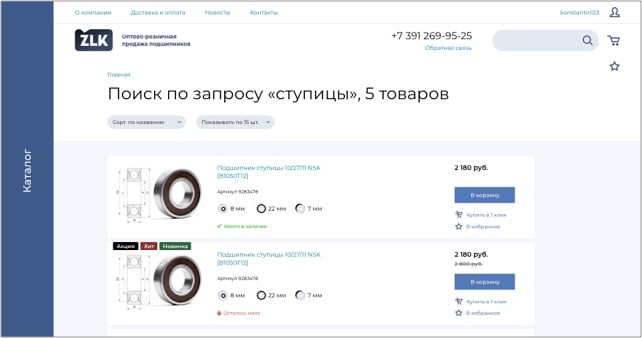 О компании
Доставка и оплата
Новости
Контакты
konstantin123
ZLK
Оптово-розничная
продажа подшипников
+7 391 269-95-25
Обратная связь
Каталог
Главная
Поиск по запросу «ступицы», 5 товаров
Сорт. по названию
Показывать по 15 шт.
Подшипник ступицы 10/27/11 NSK
[B1050T12]
Артикул 9283478
8 мм
22 мм
7 мм
Много в наличии
2 180 руб.
В корзину
Купить в 1 клик
В избранное
Акция
Хит
Новинка
Подшипник ступицы 10/27/11 NSK
[B1050T12]
Артикул 9283478
8 мм
22 мм
7 мм
Осталось мало
2 180 руб.
2 800 руб.
В корзину
Купить в 1 клик
В избранное